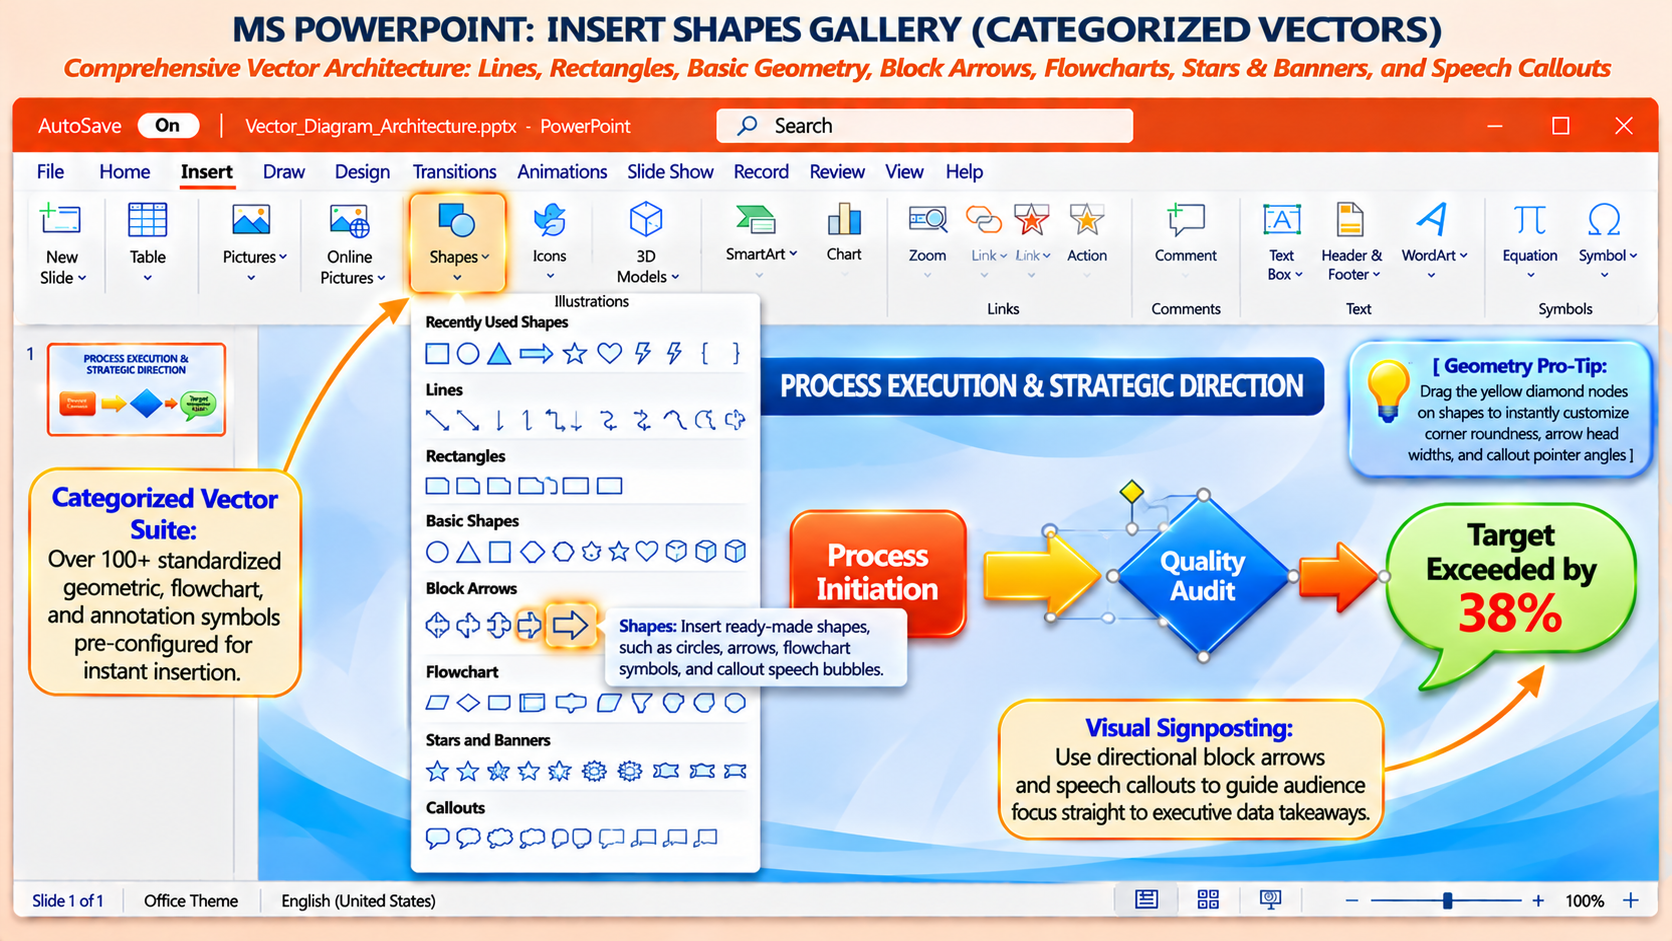 MS POWERPOINT: INSERT SHAPES GALLERY (CATEGORIZED VECTORS)
Comprehensive Vector Architecture: Lines, Rectangles, Basic Geometry, Block Arrows, Flowcharts, Stars & Banners, and Speech Callouts
AutoSave On Vector_Diagram_Architecture.pptx - PowerPoint Search
File Home Insert Draw Design Transitions Animations Slide Show Record Review View Help
New Slide
Table
Pictures
Online Pictures
Shapes
Icons
3D Models
SmartArt
Chart
Zoom
Link
Link
Action
Comment
Text Box
Header & Footer
WordArt
Equation
Symbol
Illustrations
Links
Comments
Text
Symbols
Recently Used Shapes
Lines
Rectangles
Basic Shapes
Block Arrows
Flowchart
Stars and Banners
Callouts
1
PROCESS EXECUTION &
STRATEGIC DIRECTION
Categorized Vector
Suite:
Over 100+ standardized
geometric, flowchart,
and annotation symbols
pre-configured for
instant insertion.
Shapes: Insert ready-made shapes,
such as circles, arrows, flowchart
symbols, and callout speech bubbles.
PROCESS EXECUTION & STRATEGIC DIRECTION
[ Geometry Pro-Tip:
Drag the yellow diamond nodes
on shapes to instantly customize
corner roundness, arrow head
widths, and callout pointer angles ]
Process
Initiation
Quality
Audit
Target
Exceeded by
38%
Visual Signposting:
Use directional block arrows
and speech callouts to guide audience
focus straight to executive data takeaways.
Slide 1 of 1 Office Theme English (United States) 100%